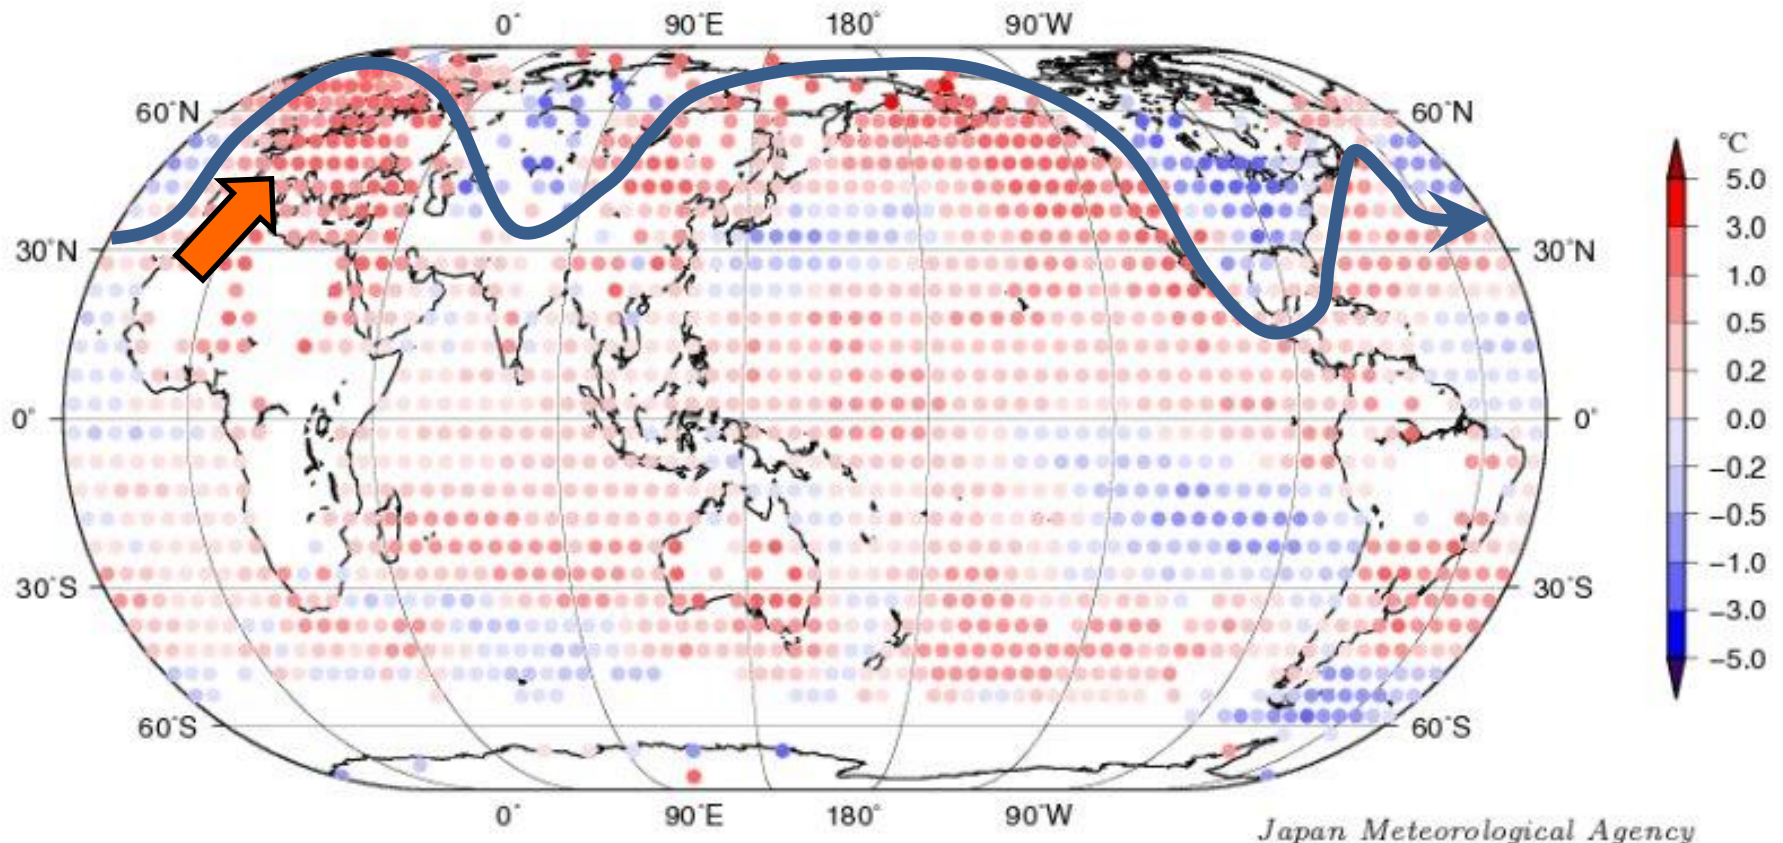 0° 90°E 180° 90°W
60°N 60°N
30°N 30°N
0° 0°
30°S 30°S
60°S 60°S
0° 90°E 180° 90°W
°C
5.0
3.0
1.0
0.5
0.2
0.0
−0.2
−0.5
−1.0
−3.0
−5.0
Japan Meteorological Agency